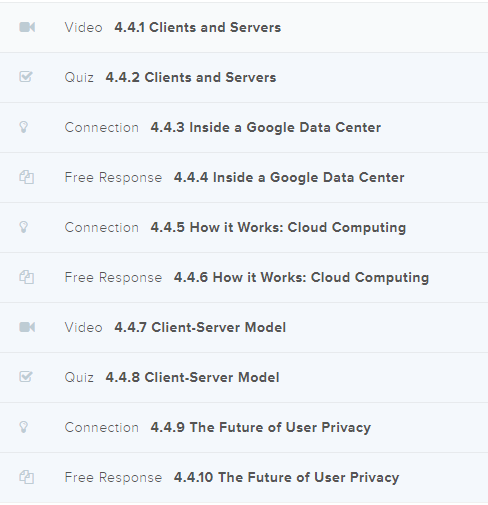 Video 4.4.1 Clients and Servers
Quiz 4.4.2 Clients and Servers
Connection 4.4.3 Inside a Google Data Center
Free Response 4.4.4 Inside a Google Data Center
Connection 4.4.5 How it Works: Cloud Computing
Free Response 4.4.6 How it Works: Cloud Computing
Video 4.4.7 Client-Server Model
Quiz 4.4.8 Client-Server Model
Connection 4.4.9 The Future of User Privacy
Free Response 4.4.10 The Future of User Privacy